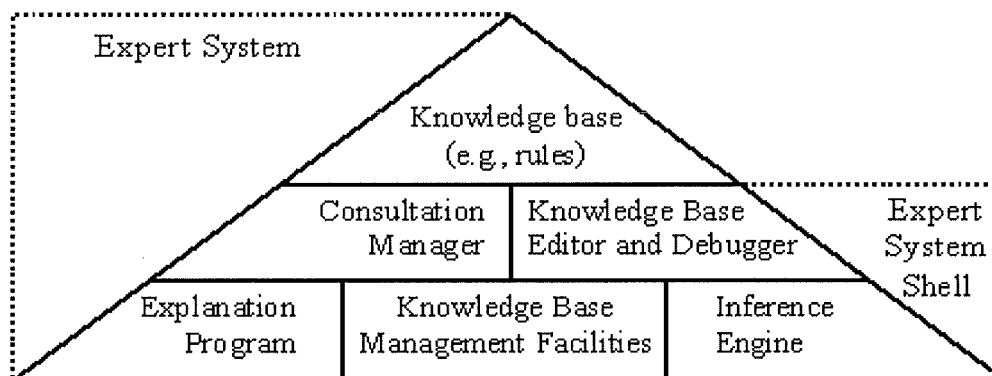 Expert System
Knowledge base
(e.g., rules)
Consultation
Manager
Knowledge Base
Editor and Debugger
Expert
System
Shell
Explanation
Program
Knowledge Base
Management Facilities
Inference
Engine